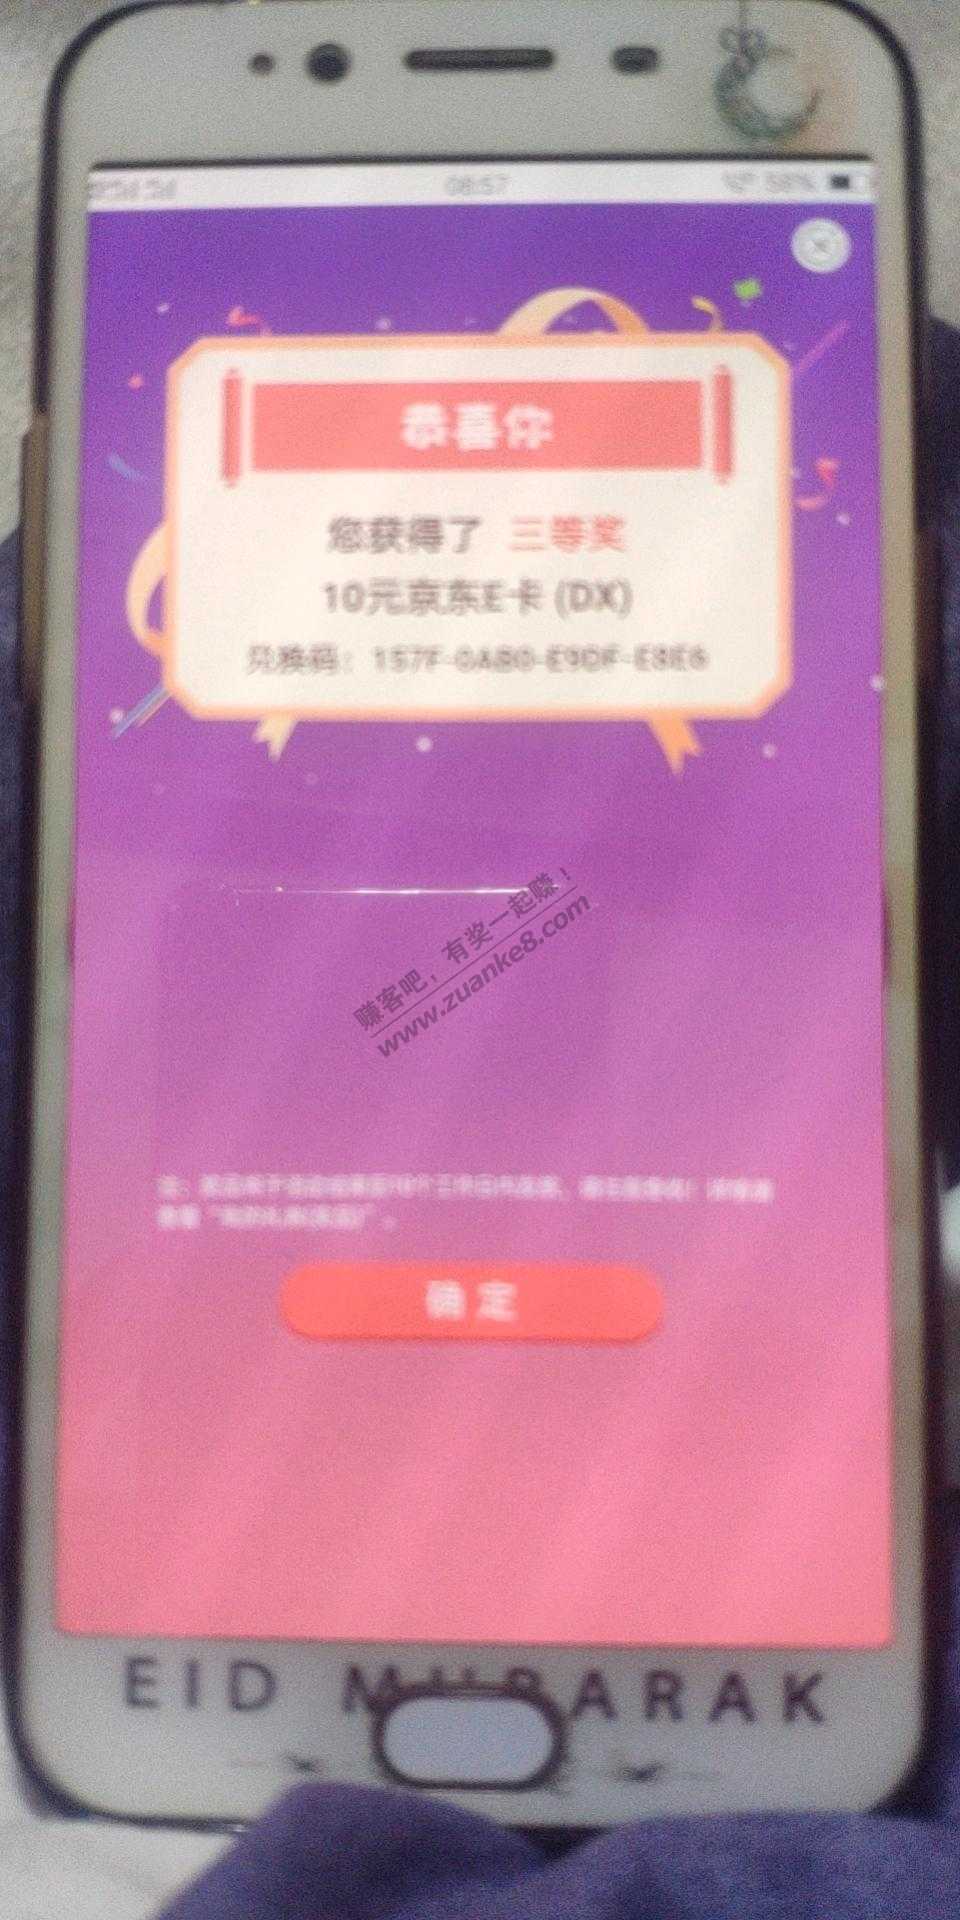 08:57
58%
恭喜你
您获得了 三等奖
10元京东E卡 (DX)
兑换码：157F-0AB0-E9DF-E8E6
赚客吧，有奖一起赚！
www.zuanke8.com
确定
EID MUBARAK